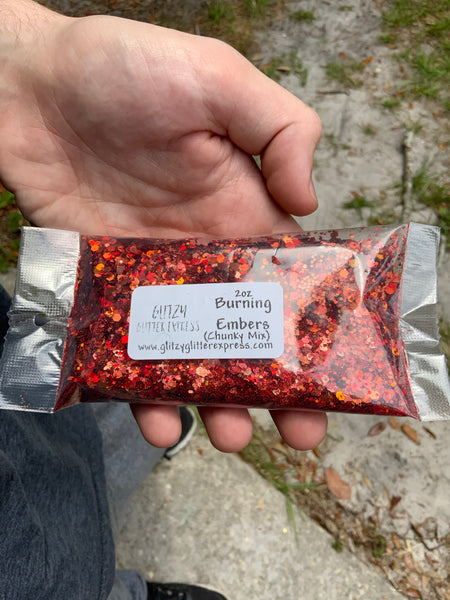 GLITZY
GLITTER EXPRESS
2oz
Burning
Embers
(Chunky Mix)
www.glitzyglitterexpress.com